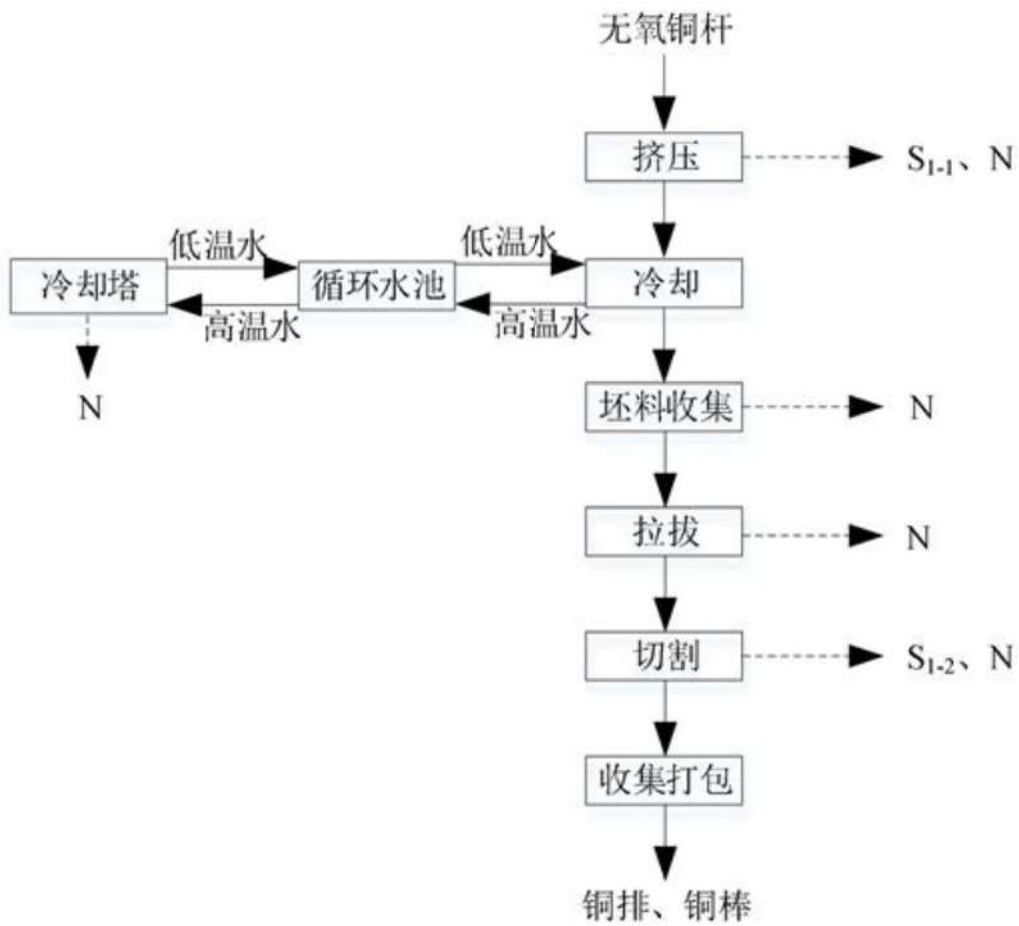 无氧铜杆
挤压
S1-1、N
低温水
低温水
冷却塔
循环水池
冷却
高温水
高温水
N
坯料收集
N
拉拔
N
切割
S1-2、N
收集打包
铜排、铜棒